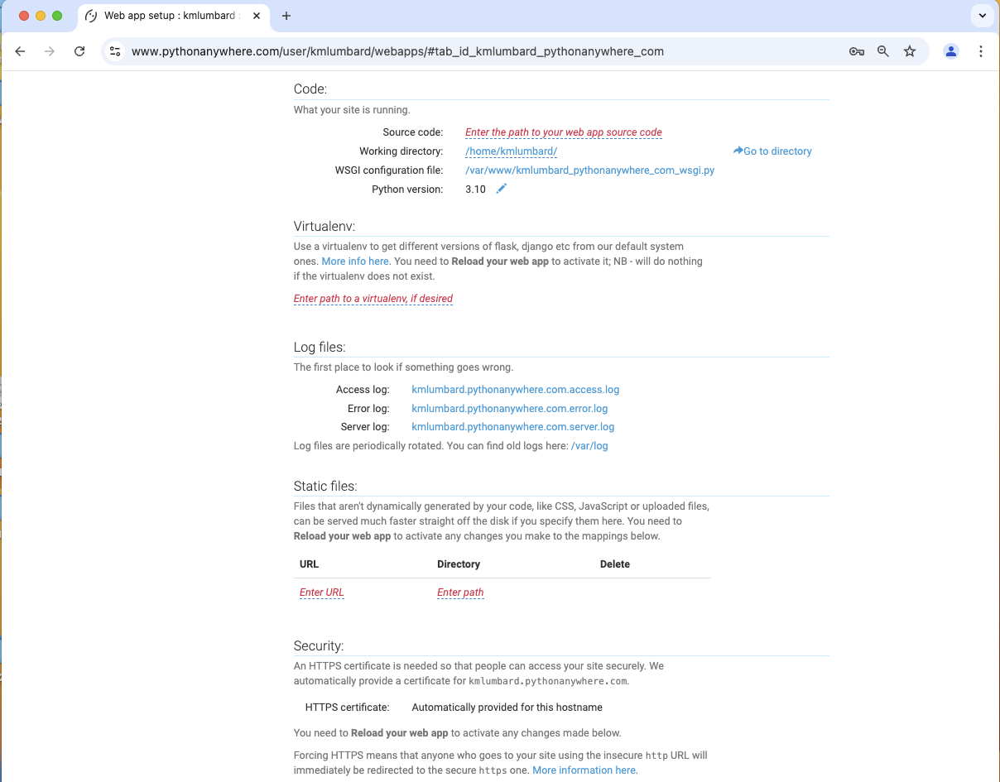 Web app setup : kmlumbard :
www.pythonanywhere.com/user/kmlumbard/webapps/#tab_id_kmlumbard_pythonanywhere_com
Code:
What your site is running.
Source code: Enter the path to your web app source code
Working directory: /home/kmlumbard/ Go to directory
WSGI configuration file: /var/www/kmlumbard_pythonanywhere_com_wsgi.py
Python version: 3.10
Virtualenv:
Use a virtualenv to get different versions of flask, django etc from our default system
ones. More info here. You need to Reload your web app to activate it; NB - will do nothing
if the virtualenv does not exist.
Enter path to a virtualenv, if desired
Log files:
The first place to look if something goes wrong.
Access log: kmlumbard.pythonanywhere.com.access.log
Error log: kmlumbard.pythonanywhere.com.error.log
Server log: kmlumbard.pythonanywhere.com.server.log
Log files are periodically rotated. You can find old logs here: /var/log
Static files:
Files that aren't dynamically generated by your code, like CSS, JavaScript or uploaded files,
can be served much faster straight off the disk if you specify them here. You need to
Reload your web app to activate any changes you make to the mappings below.
URL Directory Delete
Enter URL Enter path
Security:
An HTTPS certificate is needed so that people can access your site securely. We
automatically provide a certificate for kmlumbard.pythonanywhere.com.
HTTPS certificate: Automatically provided for this hostname
You need to Reload your web app to activate any changes made below.
Forcing HTTPS means that anyone who goes to your site using the insecure http URL will
immediately be redirected to the secure https one. More information here.